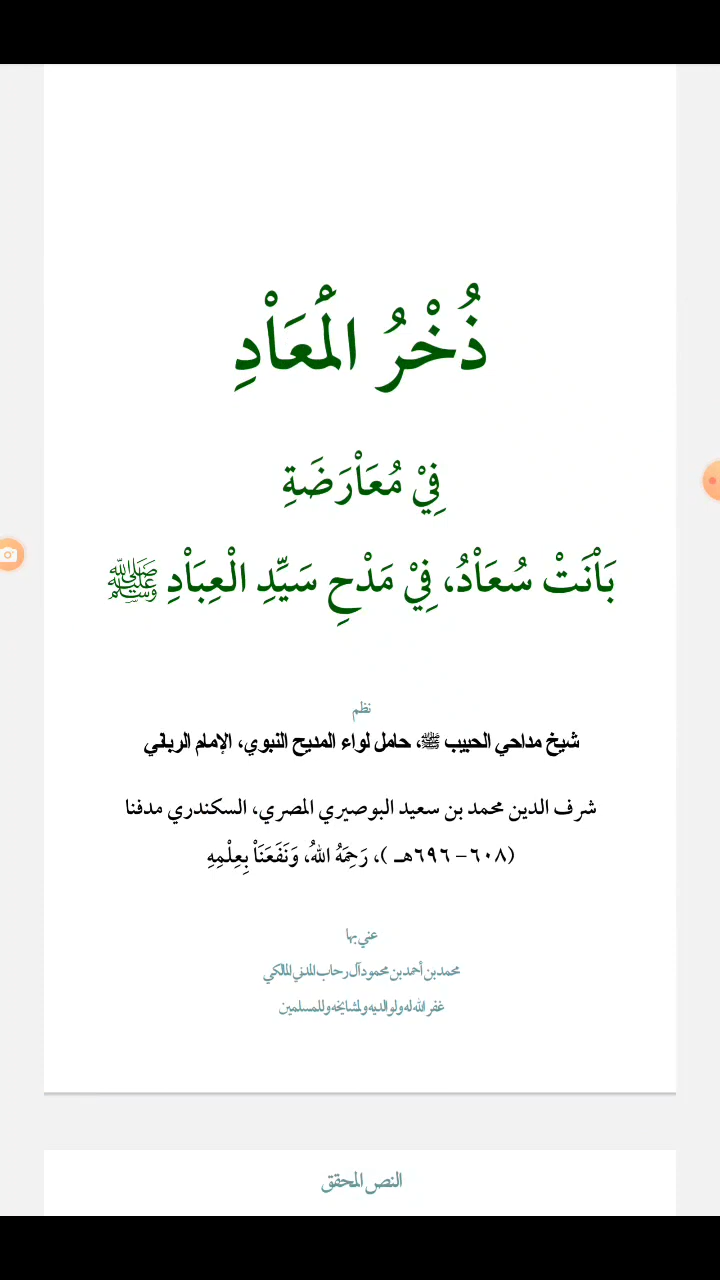 ذُخْرُ الْمَعَاْدِ
فِيْ مُعَاْرَضَةِ
بَاْنَتْ سُعَاْدُ، فِيْ مَدْحِ سَيِّدِ الْعِبَاْدِ ﷺ
نظم
شيخ مداحي الحبيب ﷺ، حامل لواء المديح النبوي، الإمام الرباني
شرف الدين محمد بن سعيد البوصيري المصري، السكندري مدفنا
(٦٠٨ – ٦٩٦هـ )، رَحِمَهُ اللهُ، وَنَفَعَنَاْ بِعِلْمِهِ
عني بها
محمد بن أحمد بن محمود آل رحاب المدني المالكي
غفر الله له ولوالديه ولمشايخه وللمسلمين
النص المحقق